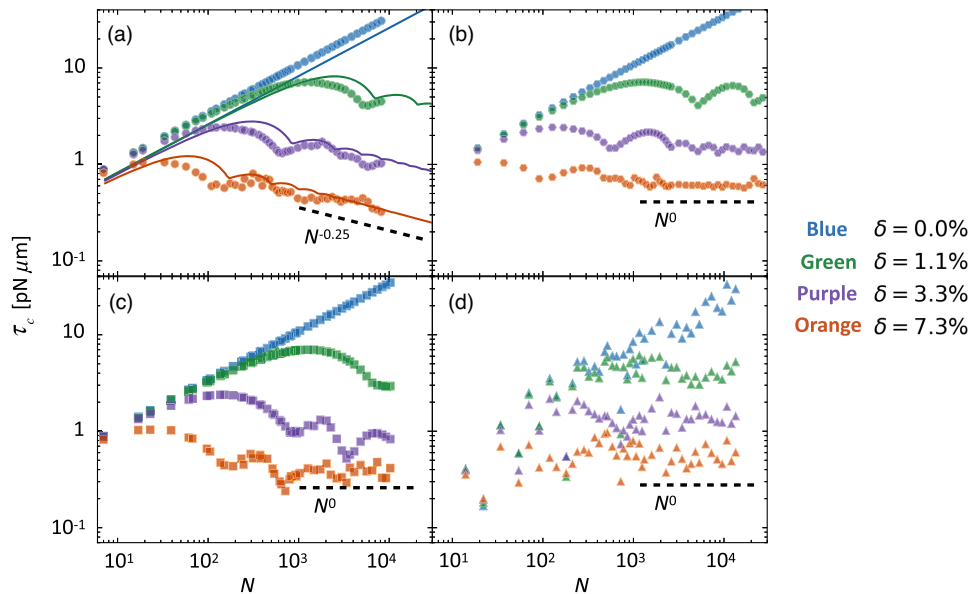 (a)
(b)
10
1
10⁻¹
N⁻⁰·²⁵
N⁰
(c)
(d)
10
1
10⁻¹
N⁰
N⁰
τc [pN μm]
10¹ 10² 10³ 10⁴
10¹ 10² 10³ 10⁴
N
N
Blue δ = 0.0%
Green δ = 1.1%
Purple δ = 3.3%
Orange δ = 7.3%